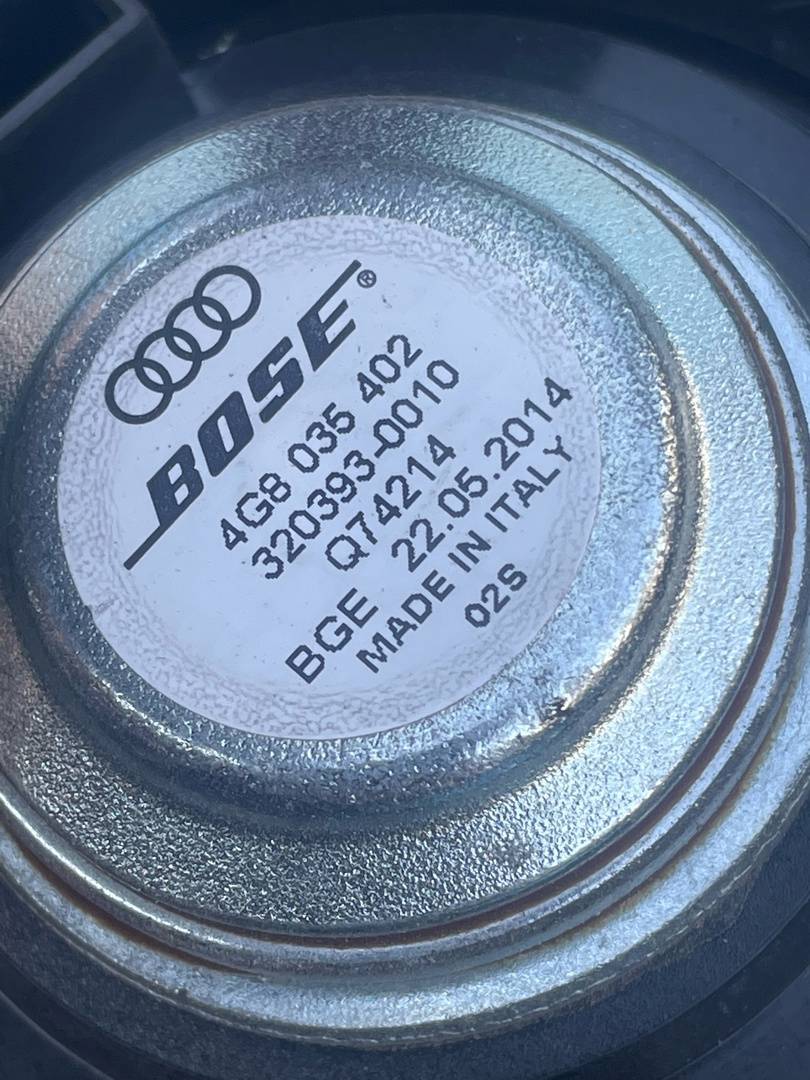 BOSE®
4G8 035 402
320393-0010
Q74214
BGE 22.05.2014
MADE IN ITALY
02S